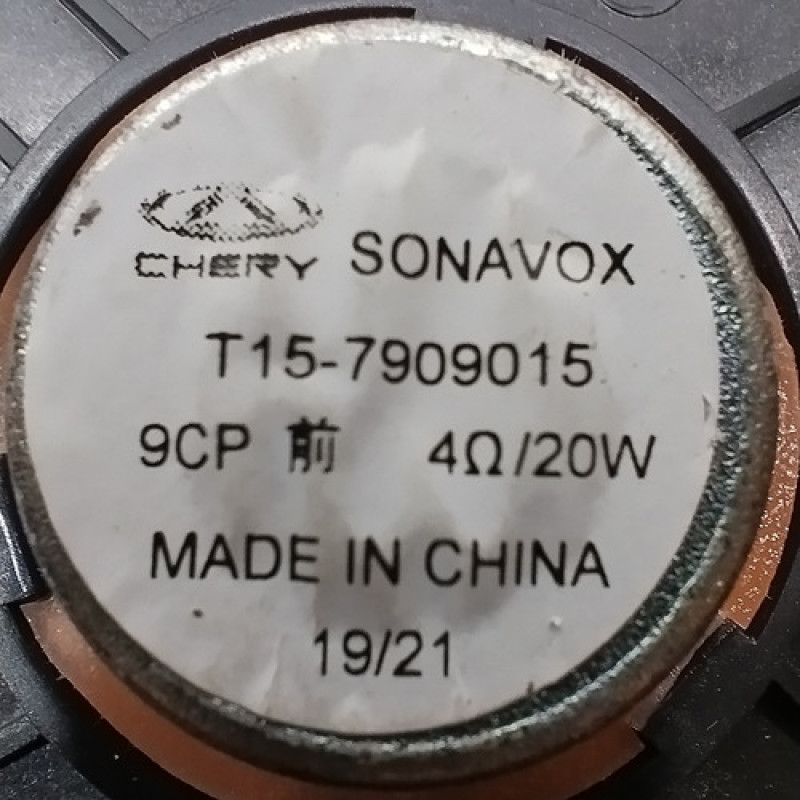 CHERY SONAVOX
T15-7909015
9CP 前 4Ω/20W
MADE IN CHINA
19/21